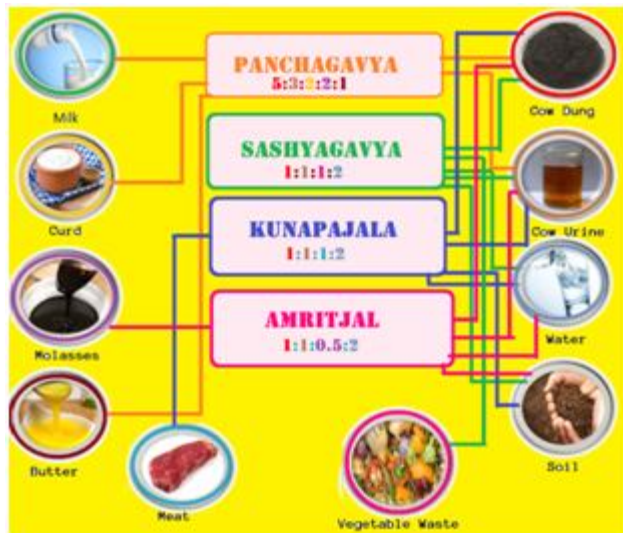 PANCHAGAVYA
5:3:2:2:1
Milk
Cow Dung
SASHYAGAVYA
1:1:1:2
Curd
Cow Urine
KUNAPAJALA
1:1:1:2
Molasses
AMRITJAL
1:1:0.5:2
Water
Butter
Meat
Soil
Vegetable Waste